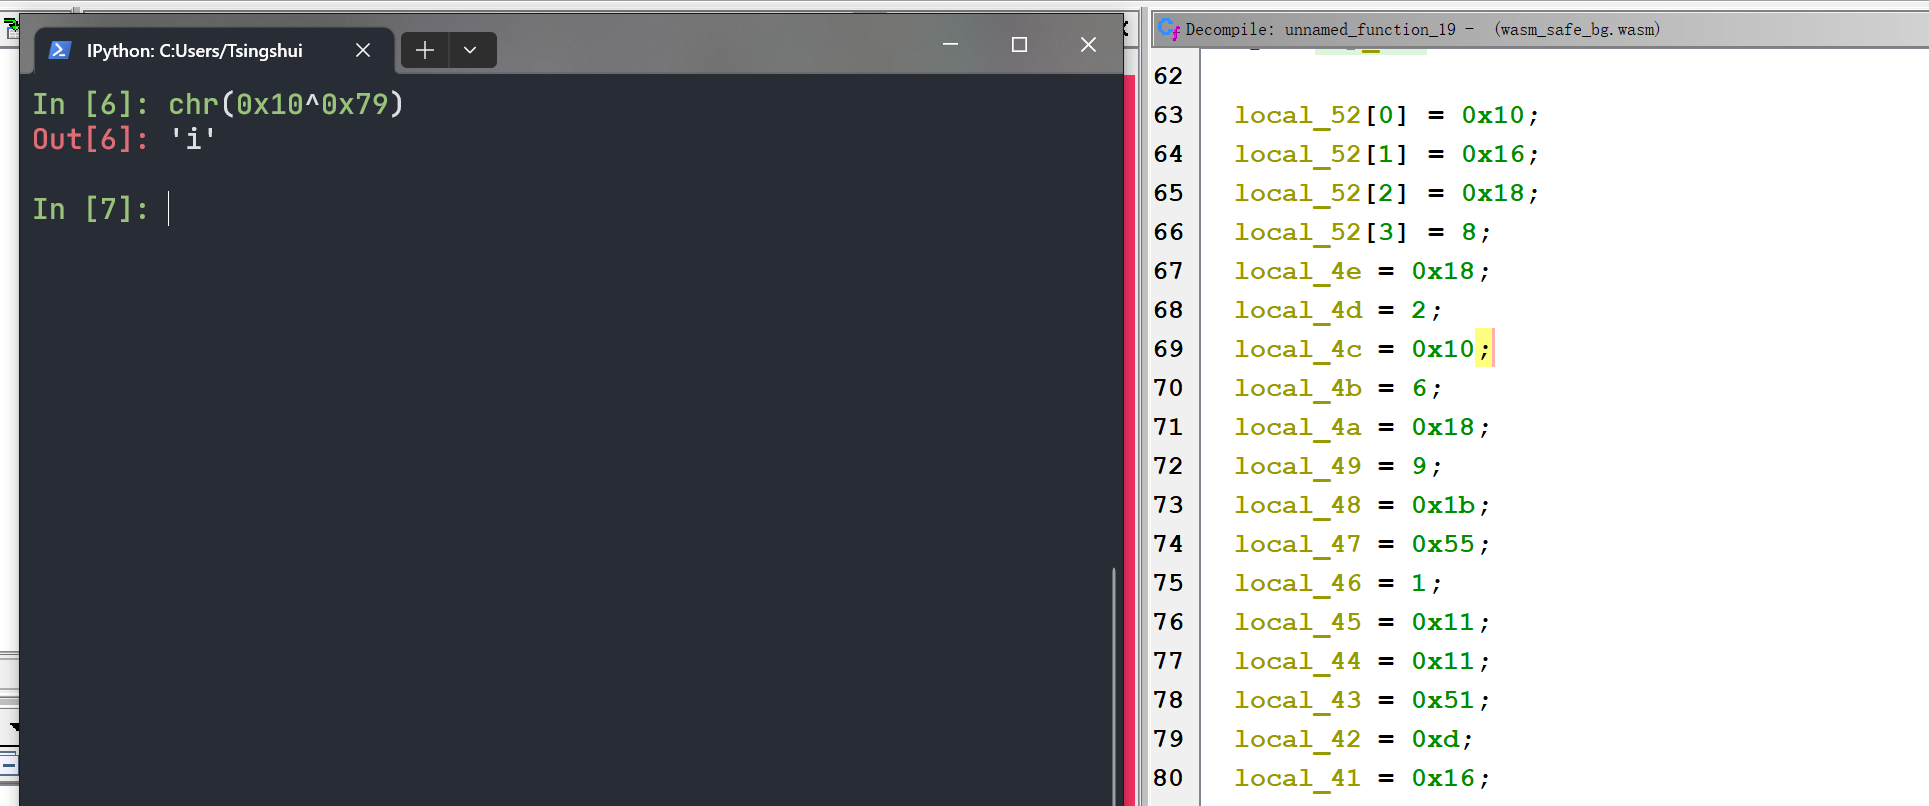 IPython: C:Users/Tsingshui
In [6]: chr(0x10^0x79)
Out[6]: 'i'
In [7]:
Decompile: unnamed_function_19 - (wasm_safe_bg.wasm)
62
63 local_52[0] = 0x10;
64 local_52[1] = 0x16;
65 local_52[2] = 0x18;
66 local_52[3] = 8;
67 local_4e = 0x18;
68 local_4d = 2;
69 local_4c = 0x10;
70 local_4b = 6;
71 local_4a = 0x18;
72 local_49 = 9;
73 local_48 = 0x1b;
74 local_47 = 0x55;
75 local_46 = 1;
76 local_45 = 0x11;
77 local_44 = 0x11;
78 local_43 = 0x51;
79 local_42 = 0xd;
80 local_41 = 0x16;